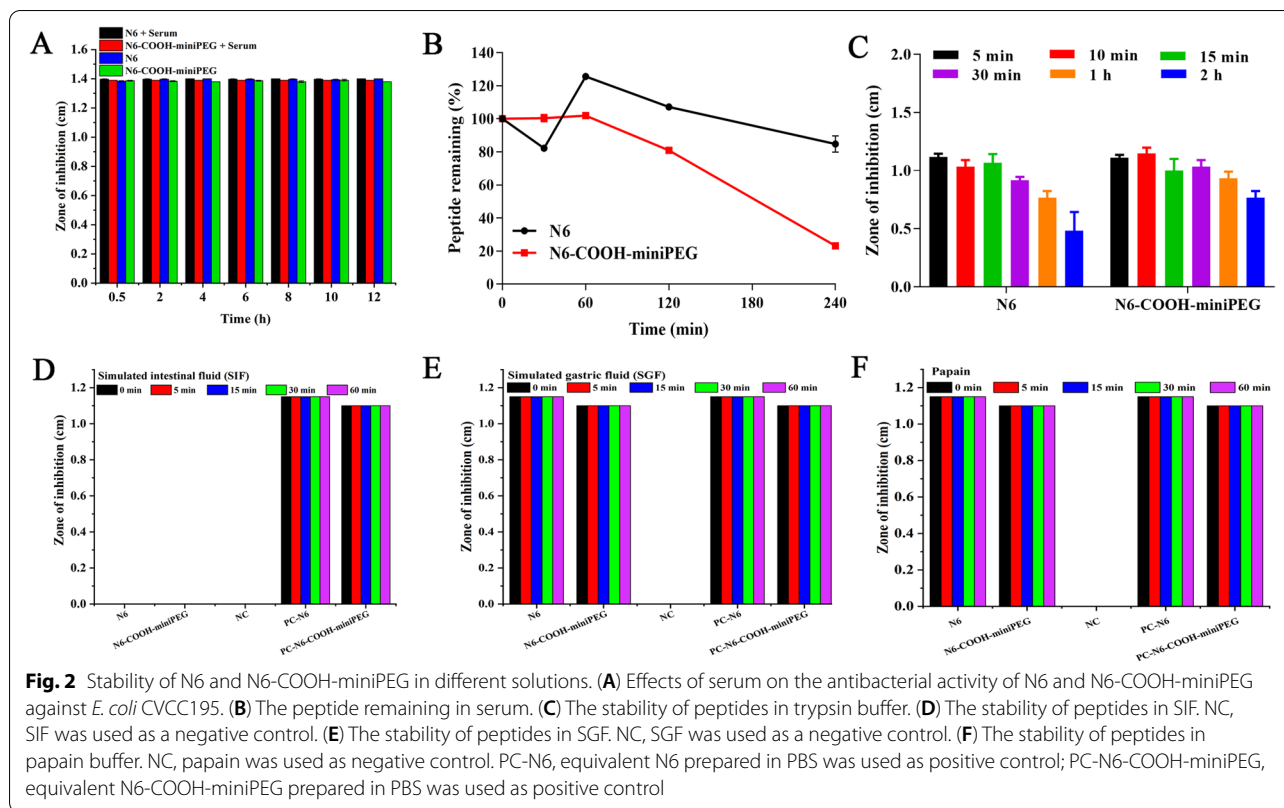 A
N6 + Serum
N6-COOH-miniPEG + Serum
N6
N6-COOH-miniPEG
Zone of inhibition (cm)
1.6
1.4
1.2
1.0
0.8
0.6
0.4
0.2
0.0
0.5 2 4 6 8 10 12
Time (h)
B
Peptide remaining (%)
140
120
100
80
60
40
20
0
N6
N6-COOH-miniPEG
0 60 120 180 240
Time (min)
C
5 min 10 min 15 min
30 min 1 h 2 h
Zone of inhibition (cm)
2.0
1.5
1.0
0.5
0.0
N6 N6-COOH-miniPEG
D
Simulated intestinal fluid (SIF)
0 min 5 min 15 min 30 min 60 min
Zone of inhibition (cm)
1.2
1.0
0.8
0.6
0.4
0.2
0.0
N6 N6-COOH-miniPEG NC PC-N6 PC-N6-COOH-miniPEG
E
Simulated gastric fluid (SGF)
0 min 5 min 15 min 30 min 60 min
Zone of inhibition (cm)
1.2
1.0
0.8
0.6
0.4
0.2
0.0
N6 N6-COOH-miniPEG NC PC-N6 PC-N6-COOH-miniPEG
F
Papain
0 min 5 min 15 min 30 min 60 min
Zone of inhibition (cm)
1.2
1.0
0.8
0.6
0.4
0.2
0.0
N6 N6-COOH-miniPEG NC PC-N6 PC-N6-COOH-miniPEG
Fig. 2 Stability of N6 and N6-COOH-miniPEG in different solutions. (A) Effects of serum on the antibacterial activity of N6 and N6-COOH-miniPEG
against E. coli CVCC195. (B) The peptide remaining in serum. (C) The stability of peptides in trypsin buffer. (D) The stability of peptides in SIF. NC,
SIF was used as a negative control. (E) The stability of peptides in SGF. NC, SGF was used as a negative control. (F) The stability of peptides in
papain buffer. NC, papain was used as negative control. PC-N6, equivalent N6 prepared in PBS was used as positive control; PC-N6-COOH-miniPEG,
equivalent N6-COOH-miniPEG prepared in PBS was used as positive control